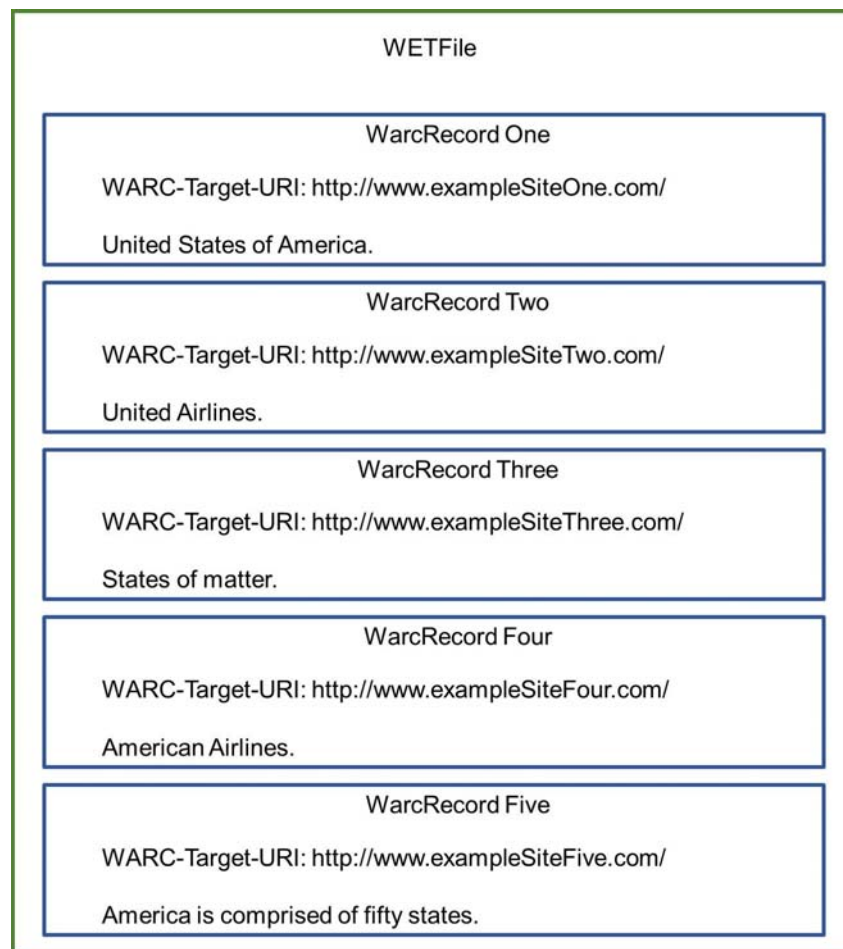 WETFile
WarcRecord One
WARC-Target-URI: http://www.exampleSiteOne.com/
United States of America.
WarcRecord Two
WARC-Target-URI: http://www.exampleSiteTwo.com/
United Airlines.
WarcRecord Three
WARC-Target-URI: http://www.exampleSiteThree.com/
States of matter.
WarcRecord Four
WARC-Target-URI: http://www.exampleSiteFour.com/
American Airlines.
WarcRecord Five
WARC-Target-URI: http://www.exampleSiteFive.com/
America is comprised of fifty states.